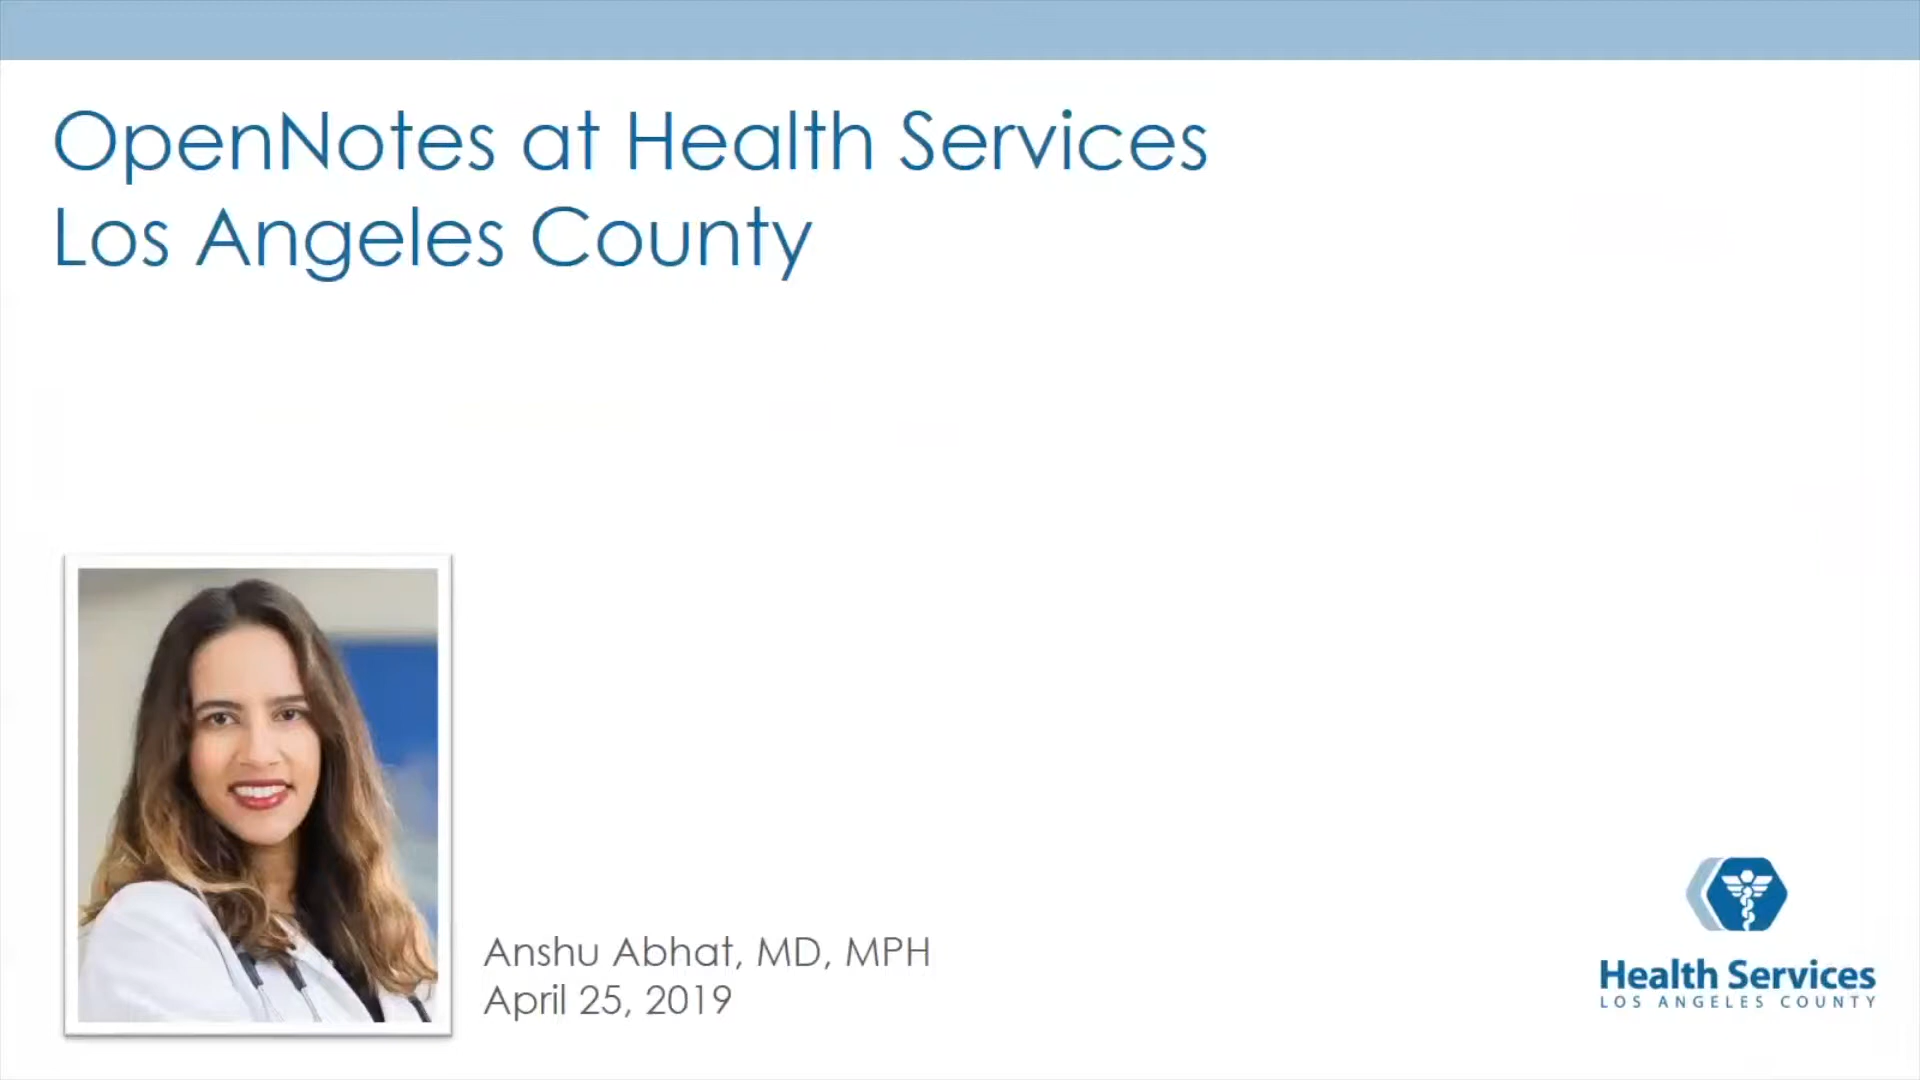 OpenNotes at Health Services
Los Angeles County
Anshu Abhat, MD, MPH
April 25, 2019
Health Services
LOS ANGELES COUNTY